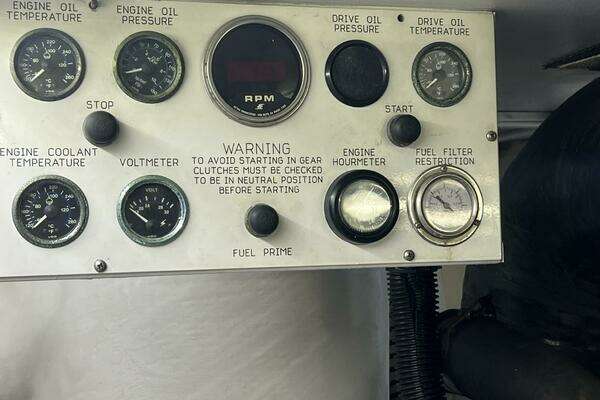 ENGINE OIL
TEMPERATURE
ENGINE OIL
PRESSURE
RPM
DRIVE OIL
PRESSURE
DRIVE OIL
TEMPERATURE
STOP
START
ENGINE COOLANT
TEMPERATURE
VOLTMETER
VOLT
WARNING
TO AVOID STARTING IN GEAR
CLUTCHES MUST BE CHECKED
TO BE IN NEUTRAL POSITION
BEFORE STARTING
FUEL PRIME
ENGINE
HOURMETER
FUEL FILTER
RESTRICTION